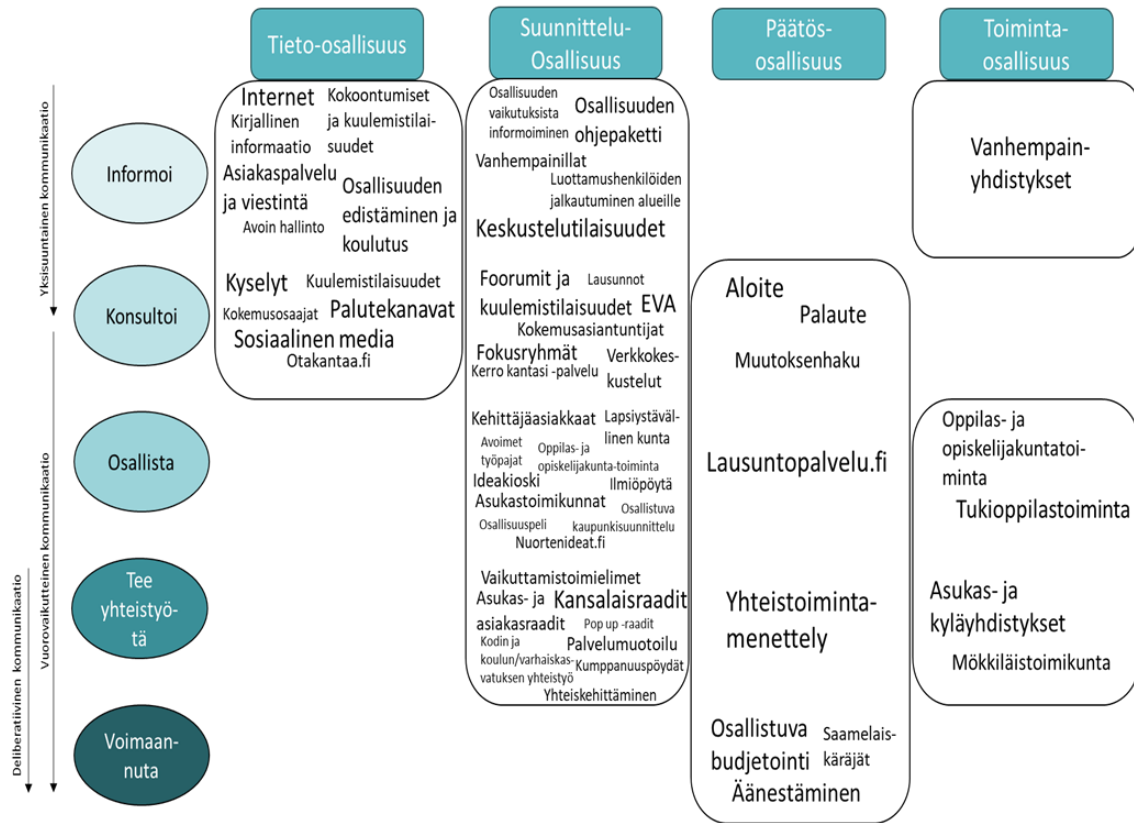 Tieto-osallisuus
Suunnittelu-
Osallisuus
Päätös-
osallisuus
Toiminta-
osallisuus
Yksisuuntainen kommunikaatio
Vuorovaikutteinen kommunikaatio
Deliberatiivinen kommunikaatio
Informoi
Konsultoi
Osallista
Tee
yhteistyö-
tä
Voimaan-
nuta
Internet
Kirjallinen
informaatio
Kokoontumiset
ja kuulemistilai-
suudet
Asiakaspalvelu
ja viestintä
Avoin hallinto
Osallisuuden
edistäminen ja
koulutus
Kyselyt
Kuulemistilaisuudet
Kokemusosaajat
Palutekanavat
Sosiaalinen media
Otakantaa.fi
Osallisuuden
vaikutuksista
informoiminen
Osallisuuden
ohjepaketti
Vanhempainillat
Luottamushenkilöiden
jalkautuminen alueille
Keskustelutilaisuudet
Foorumit ja
kuulemistilaisuudet
Lausunnot
EVA
Kokemusasiantuntijat
Fokusryhmät
Kerro kantasi -palvelu
Verkkokes-
kustelut
Kehittäjäasiakkaat
Lapsiystäväl-
linen kunta
Avoimet
työpajat
Oppilas- ja
opiskelijakunta-toiminta
Ideakioski
Ilmiöpöytä
Asukastoimikunnat
Osallistuva
kaupunkisuunnittelu
Osallisuuspeli
Nuortenideat.fi
Vaikuttamistoimielimet
Asukas- ja
asiakasraadit
Kansalaisraadit
Pop up -raadit
Kodin ja
koulun/varhaiskas-
vatuksen yhteistyö
Palvelumuotoilu
Kumppanuuspöydät
Yhteiskehittäminen
Aloite
Palaute
Muutoksenhaku
Lausuntopalvelu.fi
Yhteistoiminta-
menettely
Osallistuva
budjetointi
Saamelais-
käräjät
Äänestäminen
Vanhempain-
yhdistykset
Oppilas- ja
opiskelijakuntatoi-
minta
Tukioppilastoiminta
Asukas- ja
kyläyhdistykset
Mökkiläistoimikunta